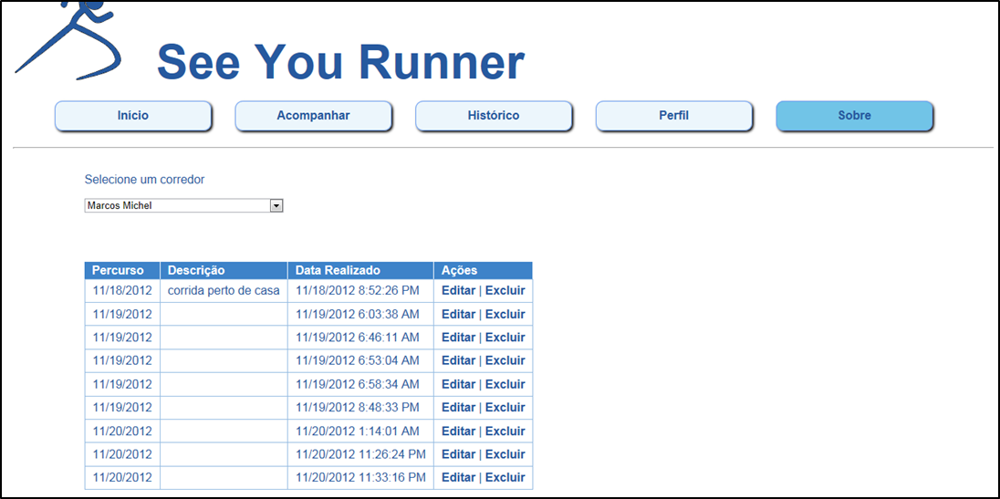 See You Runner
Início Acompanhar Histórico Perfil Sobre
Selecione um corredor
Marcos Michel
Percurso Descrição Data Realizado Ações
11/18/2012 corrida perto de casa 11/18/2012 8:52:26 PM Editar | Excluir
11/19/2012 11/19/2012 6:03:38 AM Editar | Excluir
11/19/2012 11/19/2012 6:46:11 AM Editar | Excluir
11/19/2012 11/19/2012 6:53:04 AM Editar | Excluir
11/19/2012 11/19/2012 6:58:34 AM Editar | Excluir
11/19/2012 11/19/2012 8:48:33 PM Editar | Excluir
11/20/2012 11/20/2012 1:14:01 AM Editar | Excluir
11/20/2012 11/20/2012 11:26:24 PM Editar | Excluir
11/20/2012 11/20/2012 11:33:16 PM Editar | Excluir